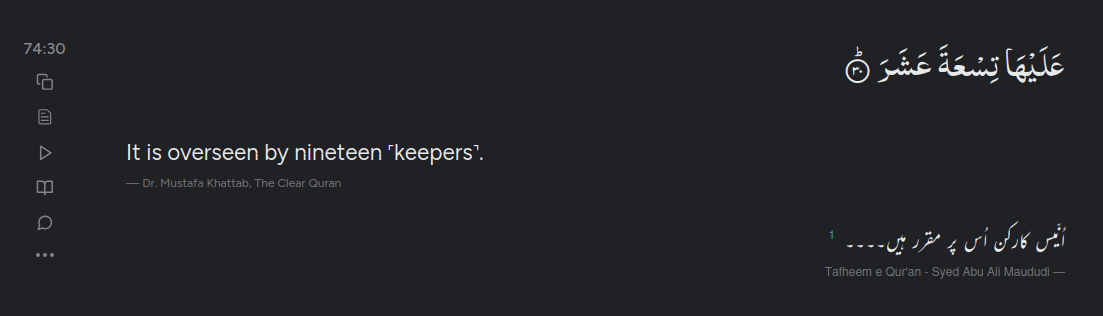 74:30
عَلَيْهَا تِسْعَةَ عَشَرَ ۝٣٠ؕ
It is overseen by nineteen ⌜keepers⌝.
— Dr. Mustafa Khattab, The Clear Quran
اُنّیس کارکن اُس پر مقرر ہیں۔۔۔۔ 1
Tafheem e Qur'an - Syed Abu Ali Maududi —